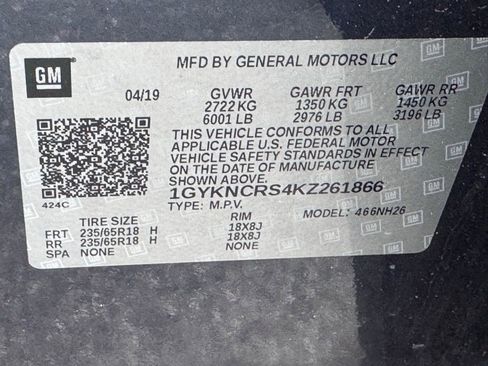 GM
MFD BY GENERAL MOTORS LLC
04/19 GVWR GAWR FRT GAWR RR
2722 KG 1350 KG 1450 KG
6001 LB 2976 LB 3196 LB
THIS VEHICLE CONFORMS TO ALL
APPLICABLE U.S. FEDERAL MOTOR
VEHICLE SAFETY STANDARDS IN EFFECT
ON THE DATE OF MANUFACTURE
SHOWN ABOVE.
1GYKNCRS4KZ261866
424C
TYPE: M.P.V. MODEL: 466NH26
TIRE SIZE RIM
FRT 235/65R18 H 18X8J
RR 235/65R18 H 18X8J
SPA NONE NONE